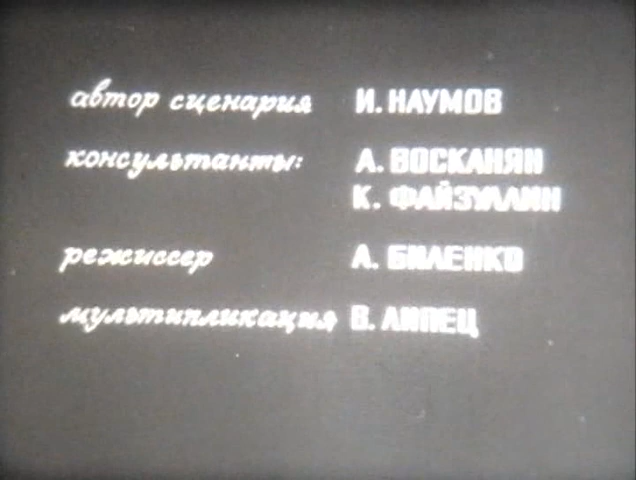 автор сценария И. НАУМОВ
консультанты: А. ВОСКАНЯН
К. ФАЙЗУЛЛИН
режиссер А. БИЛЕНКО
мультипликация В. ЛИПЕЦ